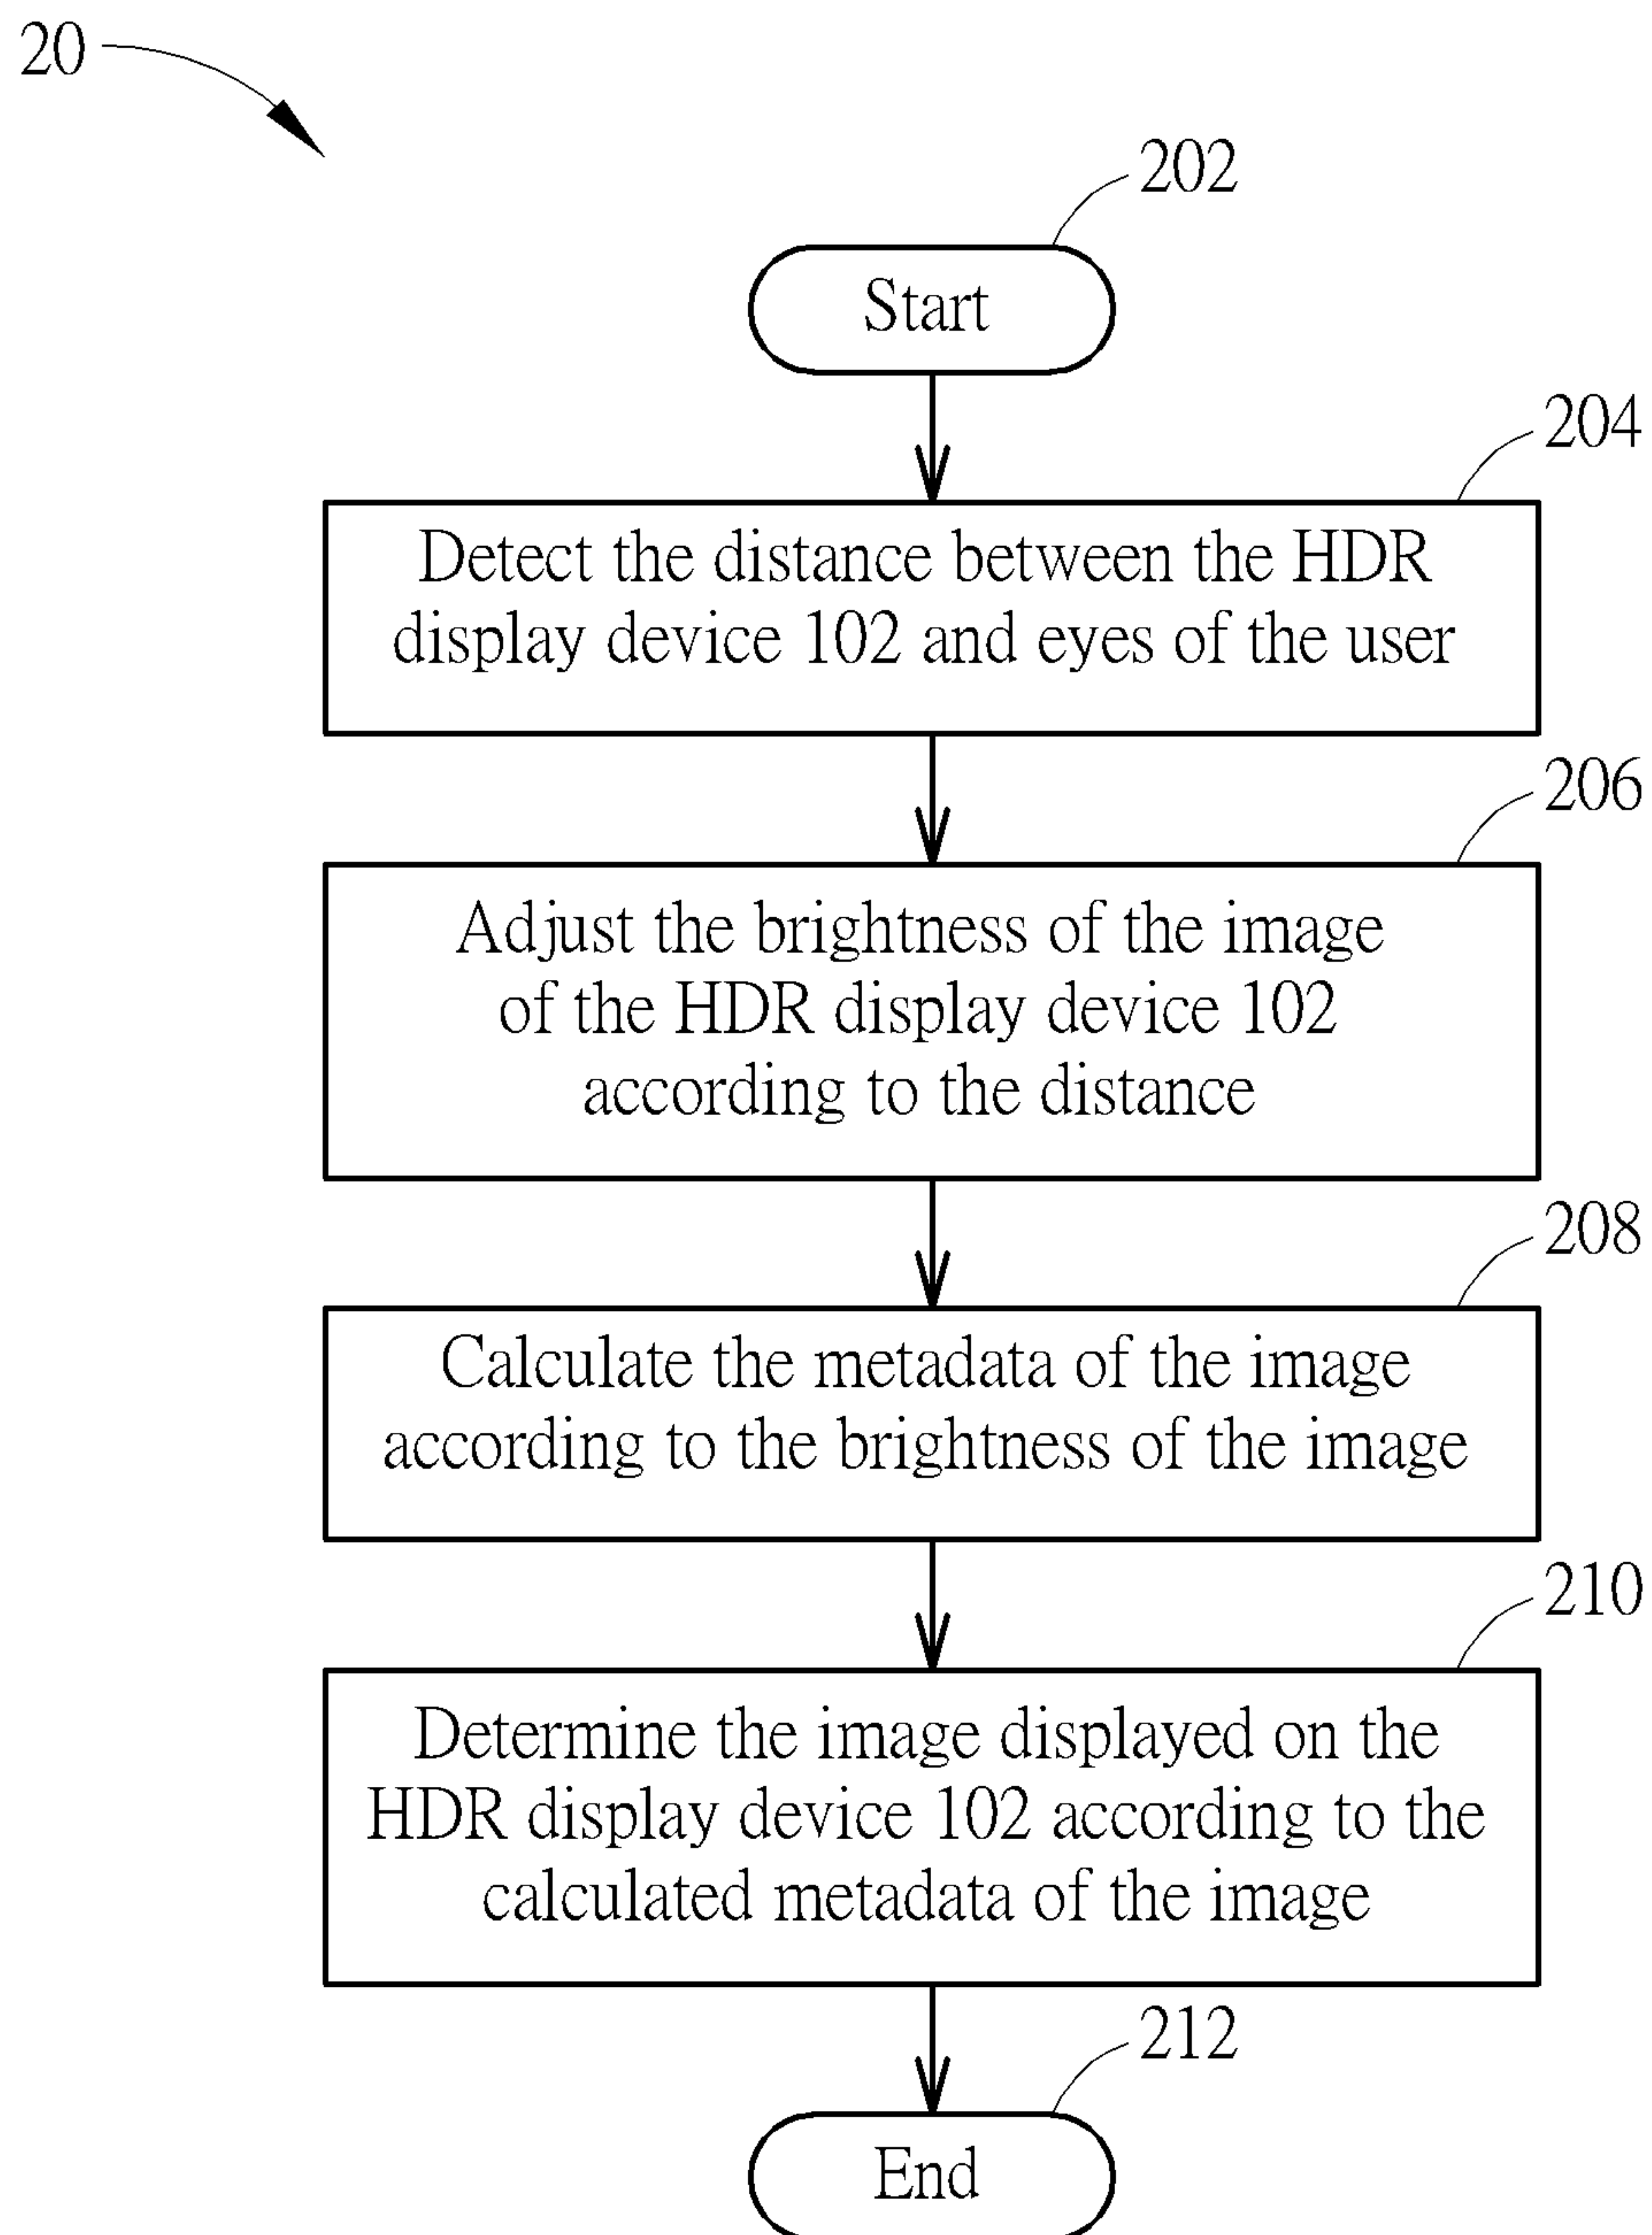 20
202
Start
204
Detect the distance between the HDR
display device 102 and eyes of the user
206
Adjust the brightness of the image
of the HDR display device 102
according to the distance
208
Calculate the metadata of the image
according to the brightness of the image
210
Determine the image displayed on the
HDR display device 102 according to the
calculated metadata of the image
212
End